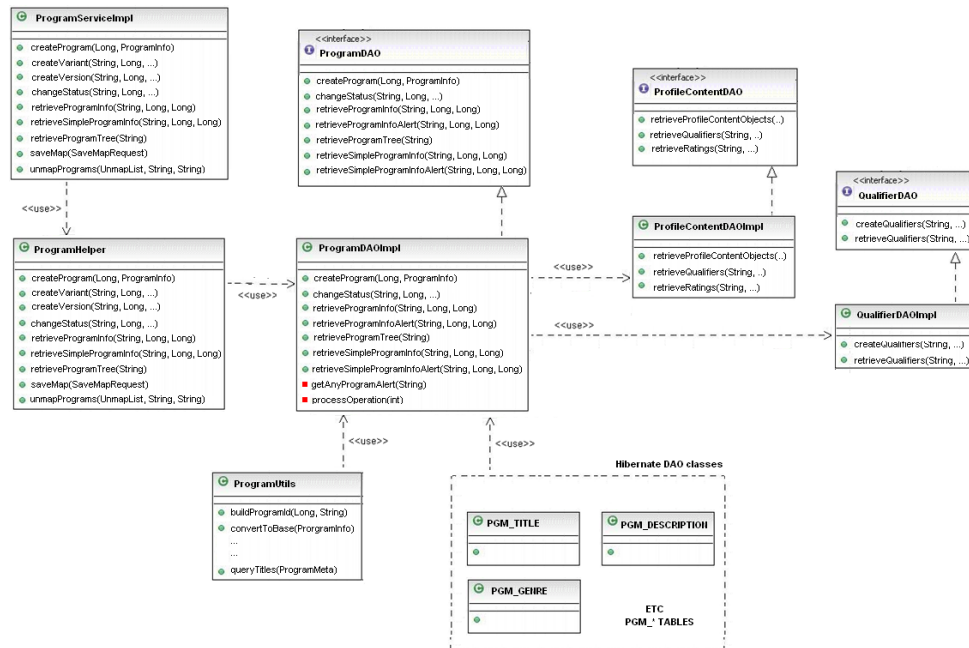 ProgramServiceImpl
createProgram(Long, ProgramInfo)
createVariant(String, Long, ...)
createVersion(String, Long, ...)
changeStatus(String, Long, ...)
retrieveProgramInfo(String, Long, Long)
retrieveSimpleProgramInfo(String, Long, Long)
retrieveProgramTree(String)
saveMap(SaveMapRequest)
unmapPrograms(UnmapList, String, String)
<<use>>
ProgramHelper
createProgram(Long, ProgramInfo)
createVariant(String, Long, ...)
createVersion(String, Long, ...)
changeStatus(String, Long, ...)
retrieveProgramInfo(String, Long, Long)
retrieveSimpleProgramInfo(String, Long, Long)
retrieveProgramTree(String)
saveMap(SaveMapRequest)
unmapPrograms(UnmapList, String, String)
<<use>>
<<interface>>
ProgramDAO
createProgram(Long, ProgramInfo)
changeStatus(String, Long, ...)
retrieveProgramInfo(String, Long, Long)
retrieveProgramInfoAlert(String, Long, Long)
retrieveProgramTree(String)
retrieveSimpleProgramInfo(String, Long, Long)
retrieveSimpleProgramInfoAlert(String, Long, Long)
ProgramDAOImpl
createProgram(Long, ProgramInfo)
changeStatus(String, Long, ...)
retrieveProgramInfo(String, Long, Long)
retrieveProgramInfoAlert(String, Long, Long)
retrieveProgramTree(String)
retrieveSimpleProgramInfo(String, Long, Long)
retrieveSimpleProgramInfoAlert(String, Long, Long)
getAnyProgramAlert(String)
processOperation(int)
<<use>>
<<interface>>
ProfileContentDAO
retrieveProfileContentObjects(..)
retrieveQualifiers(String, ..)
retrieveRatings(String, ...)
ProfileContentDAOImpl
retrieveProfileContentObjects(..)
retrieveQualifiers(String, ..)
retrieveRatings(String, ...)
<<use>>
<<interface>>
QualifierDAO
createQualifiers(String, ...)
retrieveQualifiers(String, ...)
QualifierDAOImpl
createQualifiers(String, ...)
retrieveQualifiers(String, ...)
<<use>>
<<use>>
ProgramUtils
buildProgramId(Long, String)
convertToBase(ProrgramInfo)
...
...
queryTitles(ProgramMeta)
Hibernate DAO classes
PGM_TITLE
PGM_DESCRIPTION
PGM_GENRE
ETC
PGM_* TABLES